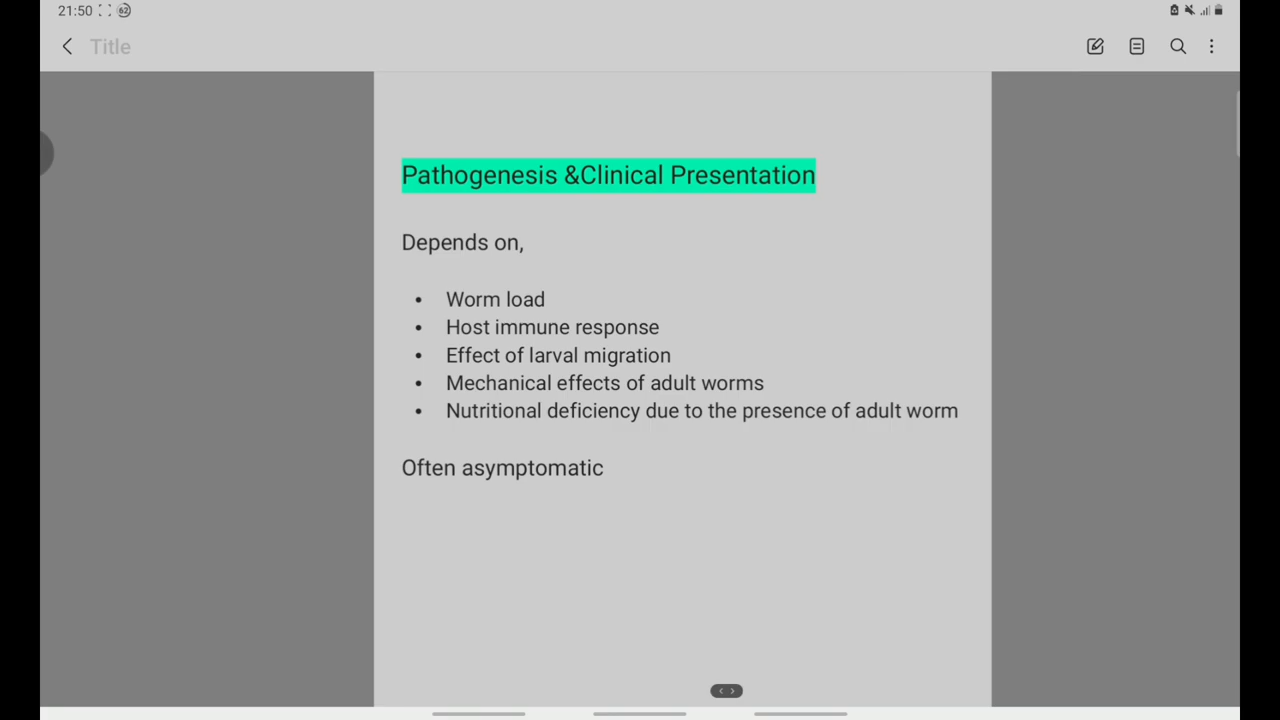 21:50 62
Title
Pathogenesis &Clinical Presentation
Depends on,
• Worm load
• Host immune response
• Effect of larval migration
• Mechanical effects of adult worms
• Nutritional deficiency due to the presence of adult worm
Often asymptomatic